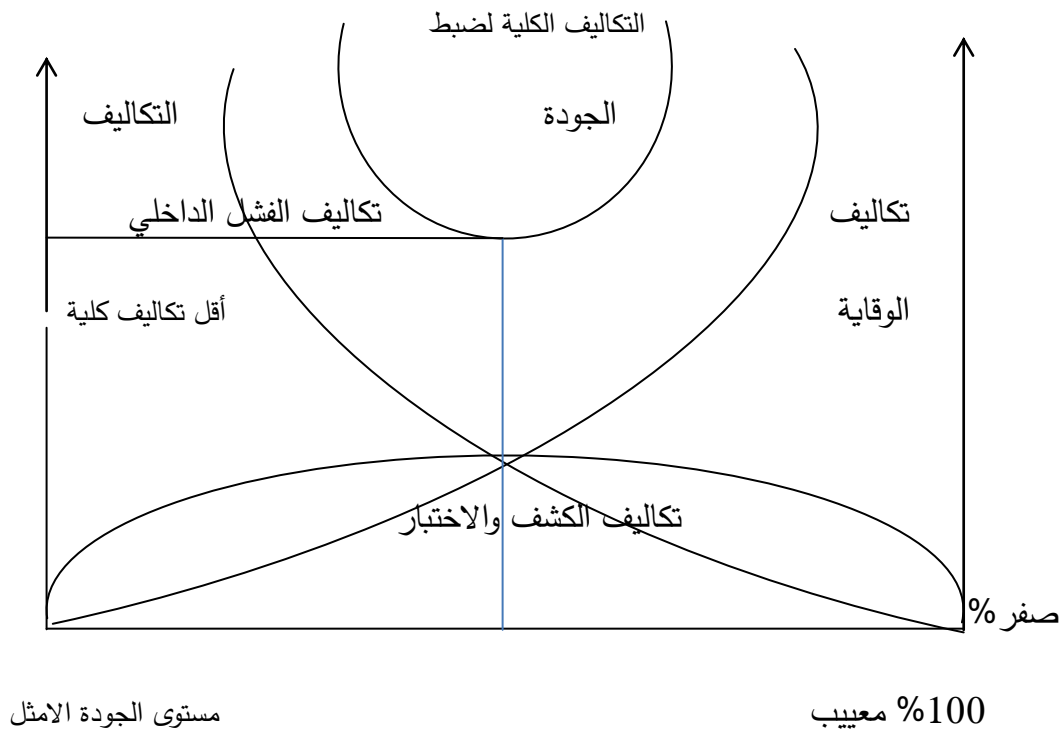 التكاليف الكلية لضبط
الجودة
التكاليف
تكاليف
الوقاية
تكاليف الفشل الداخلي
أقل تكاليف كلية
تكاليف الكشف والاختبار
صفر %
100% معييب
مستوى الجودة الامثل